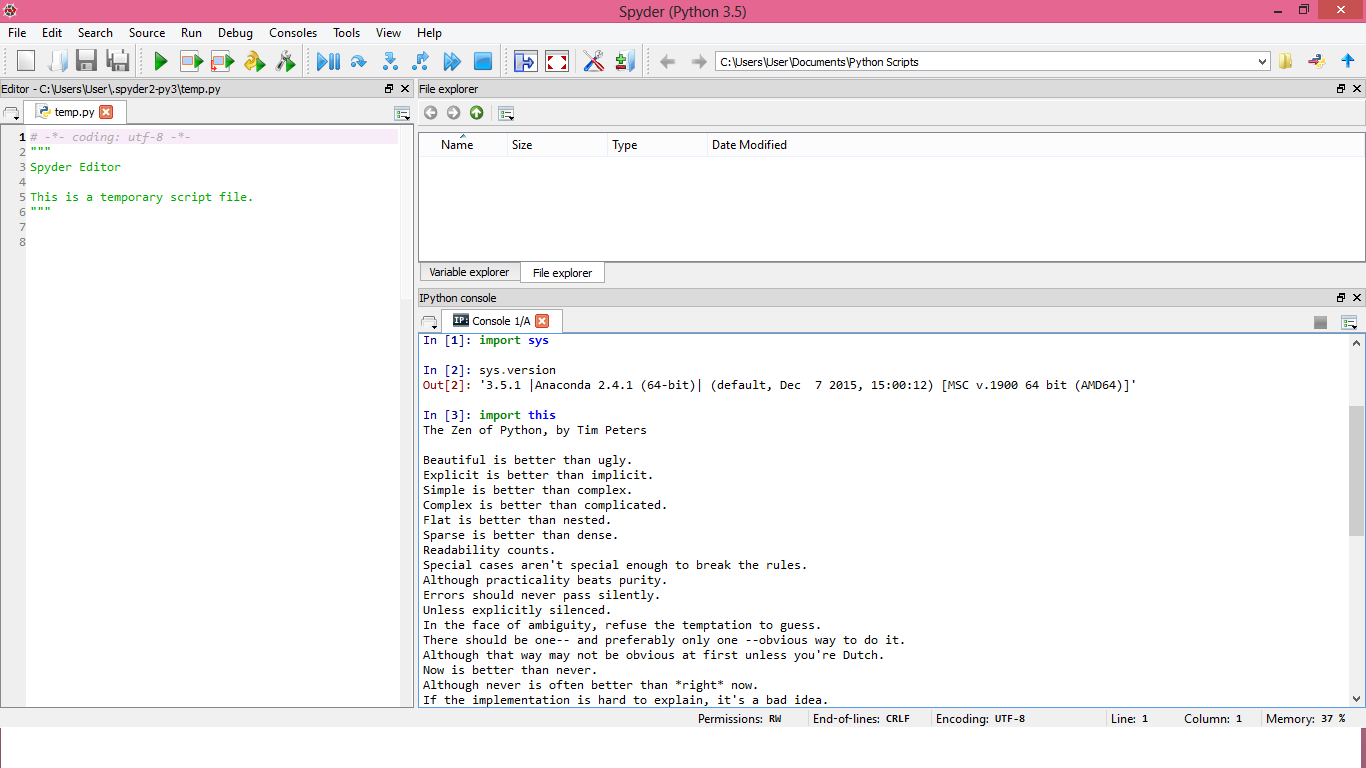 Spyder (Python 3.5)
File Edit Search Source Run Debug Consoles Tools View Help
C:\Users\User\Documents\Python Scripts
Editor - C:\Users\User\.spyder2-py3\temp.py
temp.py
1 # -*- coding: utf-8 -*-
2 """
3 Spyder Editor
4
5 This is a temporary script file.
6 """
7
8
File explorer
Name Size Type Date Modified
Variable explorer File explorer
IPython console
IP: Console 1/A
In [1]: import sys
In [2]: sys.version
Out[2]: '3.5.1 |Anaconda 2.4.1 (64-bit)| (default, Dec  7 2015, 15:00:12) [MSC v.1900 64 bit (AMD64)]'
In [3]: import this
The Zen of Python, by Tim Peters
Beautiful is better than ugly.
Explicit is better than implicit.
Simple is better than complex.
Complex is better than complicated.
Flat is better than nested.
Sparse is better than dense.
Readability counts.
Special cases aren't special enough to break the rules.
Although practicality beats purity.
Errors should never pass silently.
Unless explicitly silenced.
In the face of ambiguity, refuse the temptation to guess.
There should be one-- and preferably only one --obvious way to do it.
Although that way may not be obvious at first unless you're Dutch.
Now is better than never.
Although never is often better than *right* now.
If the implementation is hard to explain, it's a bad idea.
Permissions: RW End-of-lines: CRLF Encoding: UTF-8 Line: 1 Column: 1 Memory: 37 %